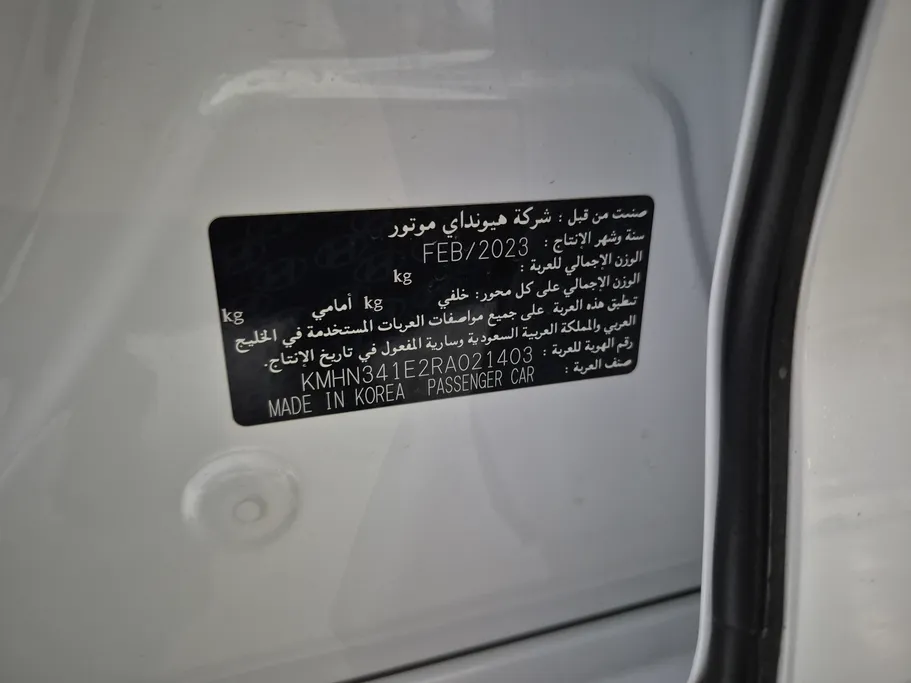 صنعت من قبل : شركة هيونداي موتور
سنة وشهر الإنتاج : FEB/2023
الوزن الإجمالي للعربة : kg
الوزن الإجمالي على كل محور: خلفي kg أمامي kg
تنطبق هذه العربة على جميع مواصفات العربات المستخدمة في الخليج
العربي والمملكة العربية السعودية وسارية المفعول في تاريخ الإنتاج.
رقم الهوية للعربة : KMHN341E2RA021403
صنف العربة : PASSENGER CAR
MADE IN KOREA